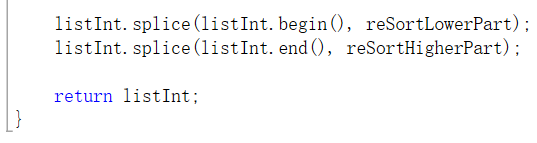 listInt.splice(listInt.begin(), reSortLowerPart);
listInt.splice(listInt.end(), reSortHigherPart);
return listInt;
}